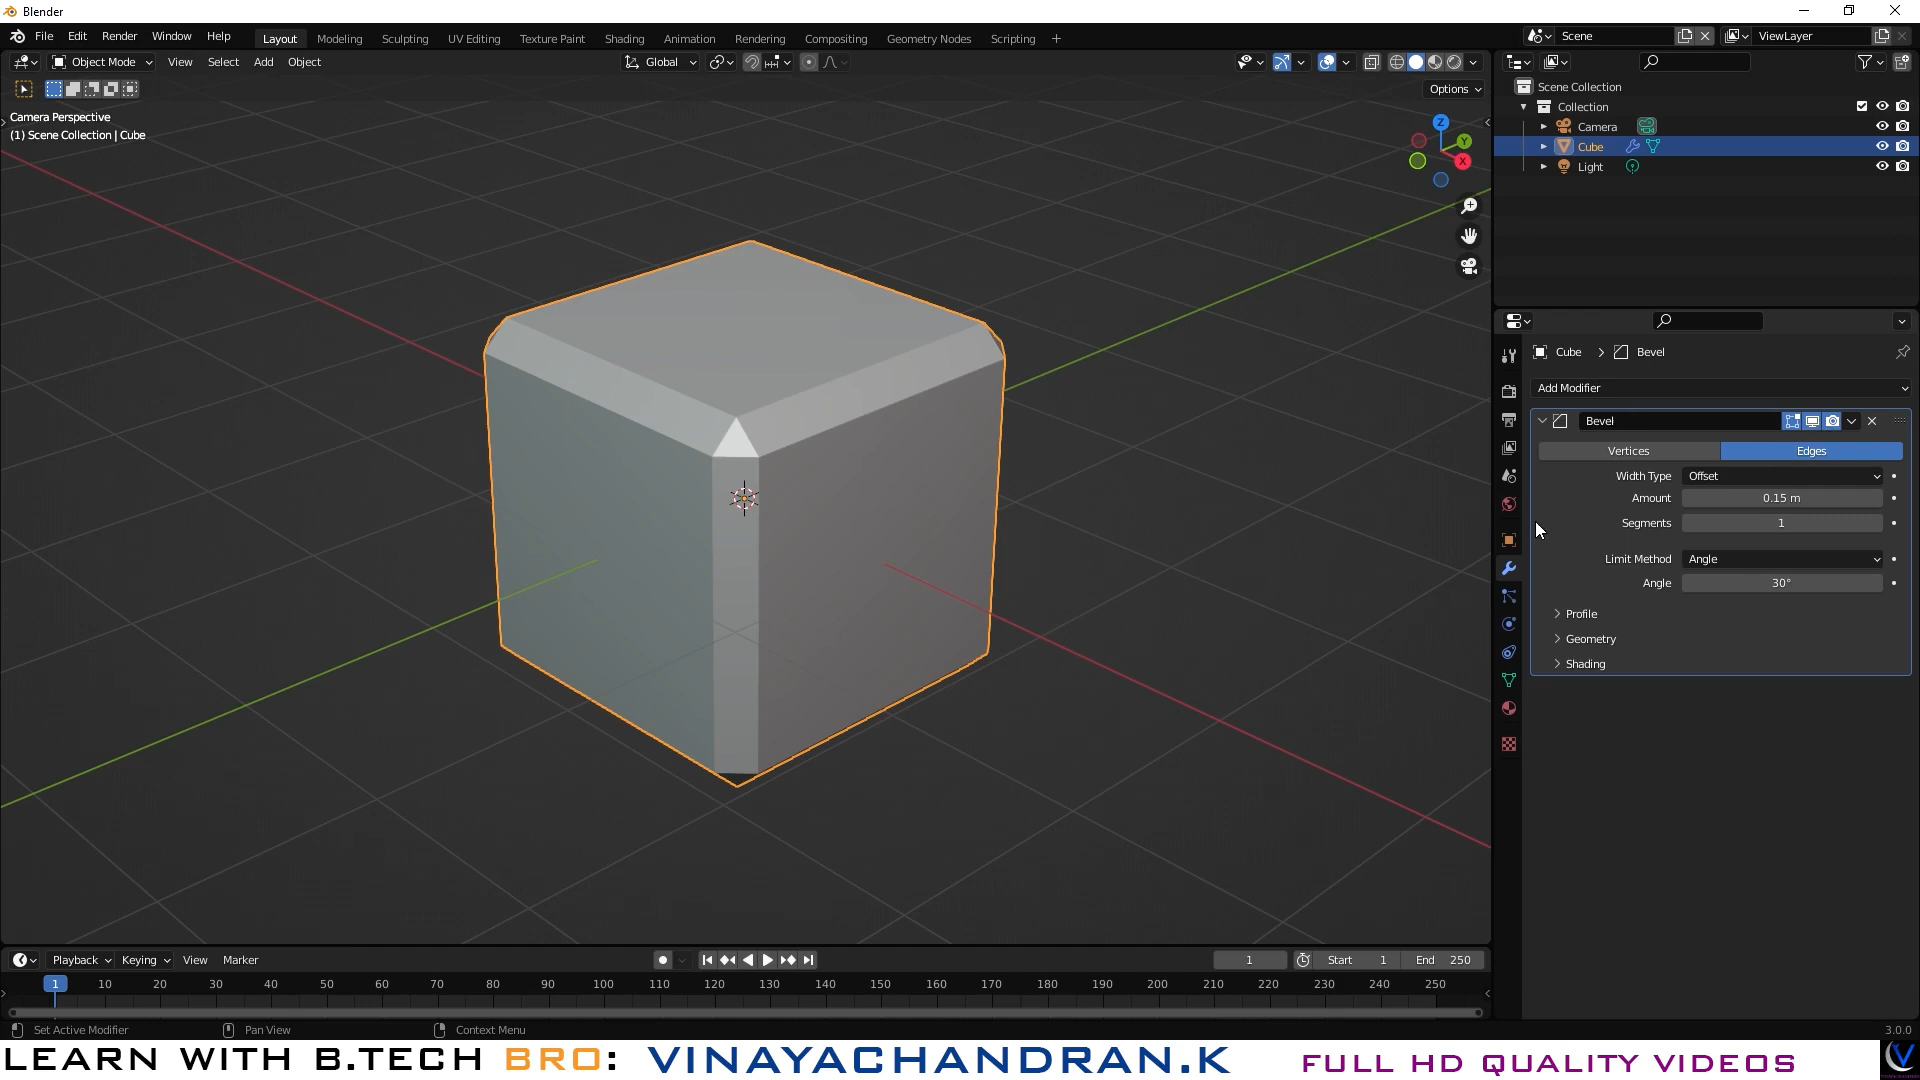 Blender
File Edit Render Window Help Layout Modeling Sculpting UV Editing Texture Paint Shading Animation Rendering Compositing Geometry Nodes Scripting + Scene ViewLayer
Object Mode View Select Add Object Global
Options
Camera Perspective
(1) Scene Collection | Cube
Z
Y
X
Scene Collection
Collection
Camera
Cube
Light
Cube > Bevel
Add Modifier
Bevel
Vertices Edges
Width Type Offset
Amount 0.15 m
Segments 1
Limit Method Angle
Angle 30°
Profile
Geometry
Shading
Playback Keying View Marker 1 Start 1 End 250
1 10 20 30 40 50 60 70 80 90 100 110 120 130 140 150 160 170 180 190 200 210 220 230 240 250
Set Active Modifier Pan View Context Menu 3.0.0
LEARN WITH B.TECH BRO: VINAYACHANDRAN.K FULL HD QUALITY VIDEOS